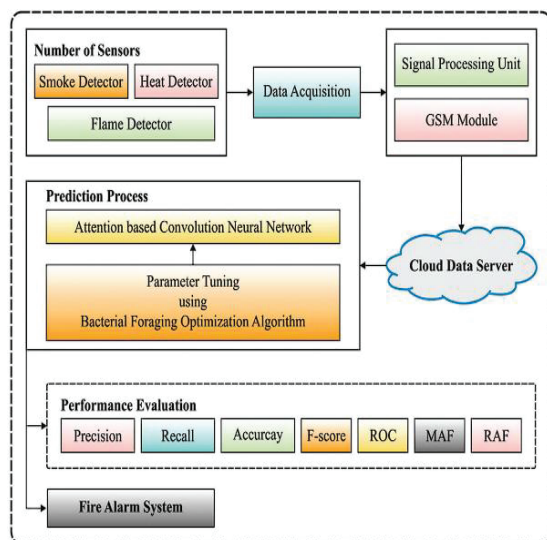 Number of Sensors
Smoke Detector
Heat Detector
Flame Detector
Data Acquisition
Signal Processing Unit
GSM Module
Prediction Process
Attention based Convolution Neural Network
Parameter Tuning
using
Bacterial Foraging Optimization Algorithm
Cloud Data Server
Performance Evaluation
Precision
Recall
Accurcay
F-score
ROC
MAF
RAF
Fire Alarm System